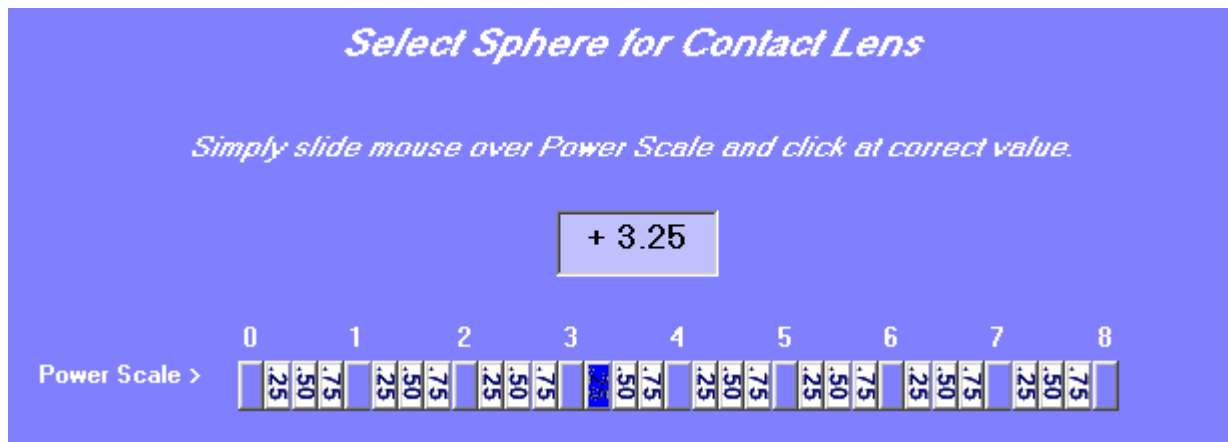 Select Sphere for Contact Lens
Simply slide mouse over Power Scale and click at correct value.
+ 3.25
0 1 2 3 4 5 6 7 8
Power Scale > .25 .50 .75 .25 .50 .75 .25 .50 .75 .25 .50 .75 .25 .50 .75 .25 .50 .75 .25 .50 .75 .25 .50 .75